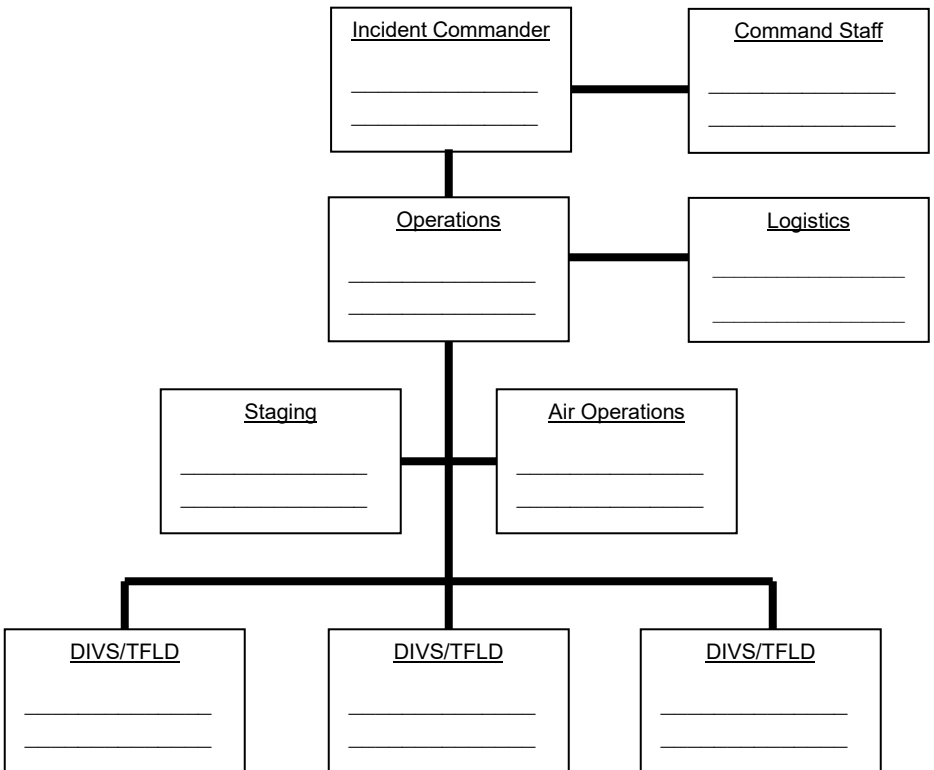 Incident Commander
Command Staff
Operations
Logistics
Staging
Air Operations
DIVS/TFLD
DIVS/TFLD
DIVS/TFLD